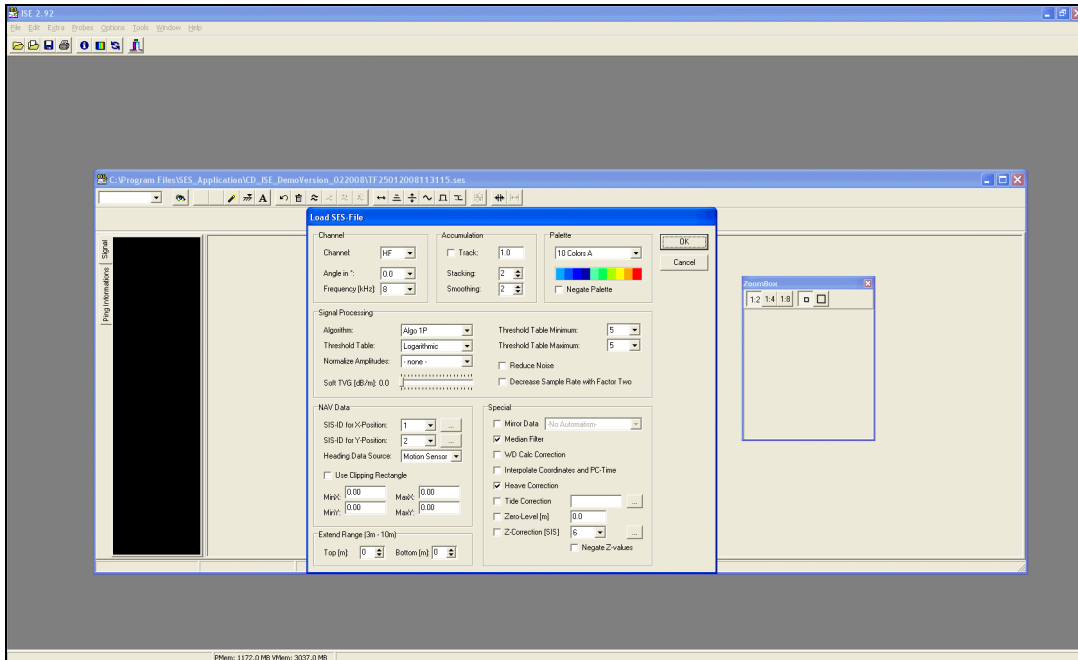 ISE 2.92
File Edit Extra Probes Options Tools Window Help
C:\Program Files\SES_Application\CD_ISE_DemoVersion_022008\TF25012008113115.ses
A
Signal
Ping Informations
Load SES-File
Channel
Channel: HF
Angle in °: 0.0
Frequency [kHz]: 8
Accumulation
Track: 1.0
Stacking: 2
Smoothing: 2
Palette
10 Colors A
Negate Palette
OK
Cancel
Signal Processing
Algorithm: Algo 1P
Threshold Table: Logarithmic
Normalize Amplitudes: - none -
Soft TVG [dB/m]: 0.0
Threshold Table Minimum: 5
Threshold Table Maximum: 5
Reduce Noise
Decrease Sample Rate with Factor Two
NAV Data
SIS-ID for X-Position: 1 ...
SIS-ID for Y-Position: 2 ...
Heading Data Source: Motion Sensor
Use Clipping Rectangle
MinX: 0.00 MaxX: 0.00
MinY: 0.00 MaxY: 0.00
Extend Range (3m - 10m)
Top [m]: 0 Bottom [m]: 0
Special
Mirror Data -No Automation-
Median Filter
WD Calc Correction
Interpolate Coordinates and PC-Time
Heave Correction
Tide Correction ...
Zero-Level [m] 0.0
Z-Correction [SIS] 6 ...
Negate Z-values
ZoomBox
1:2 1:4 1:8
PMem: 1172.0 MB VMem: 3037.0 MB